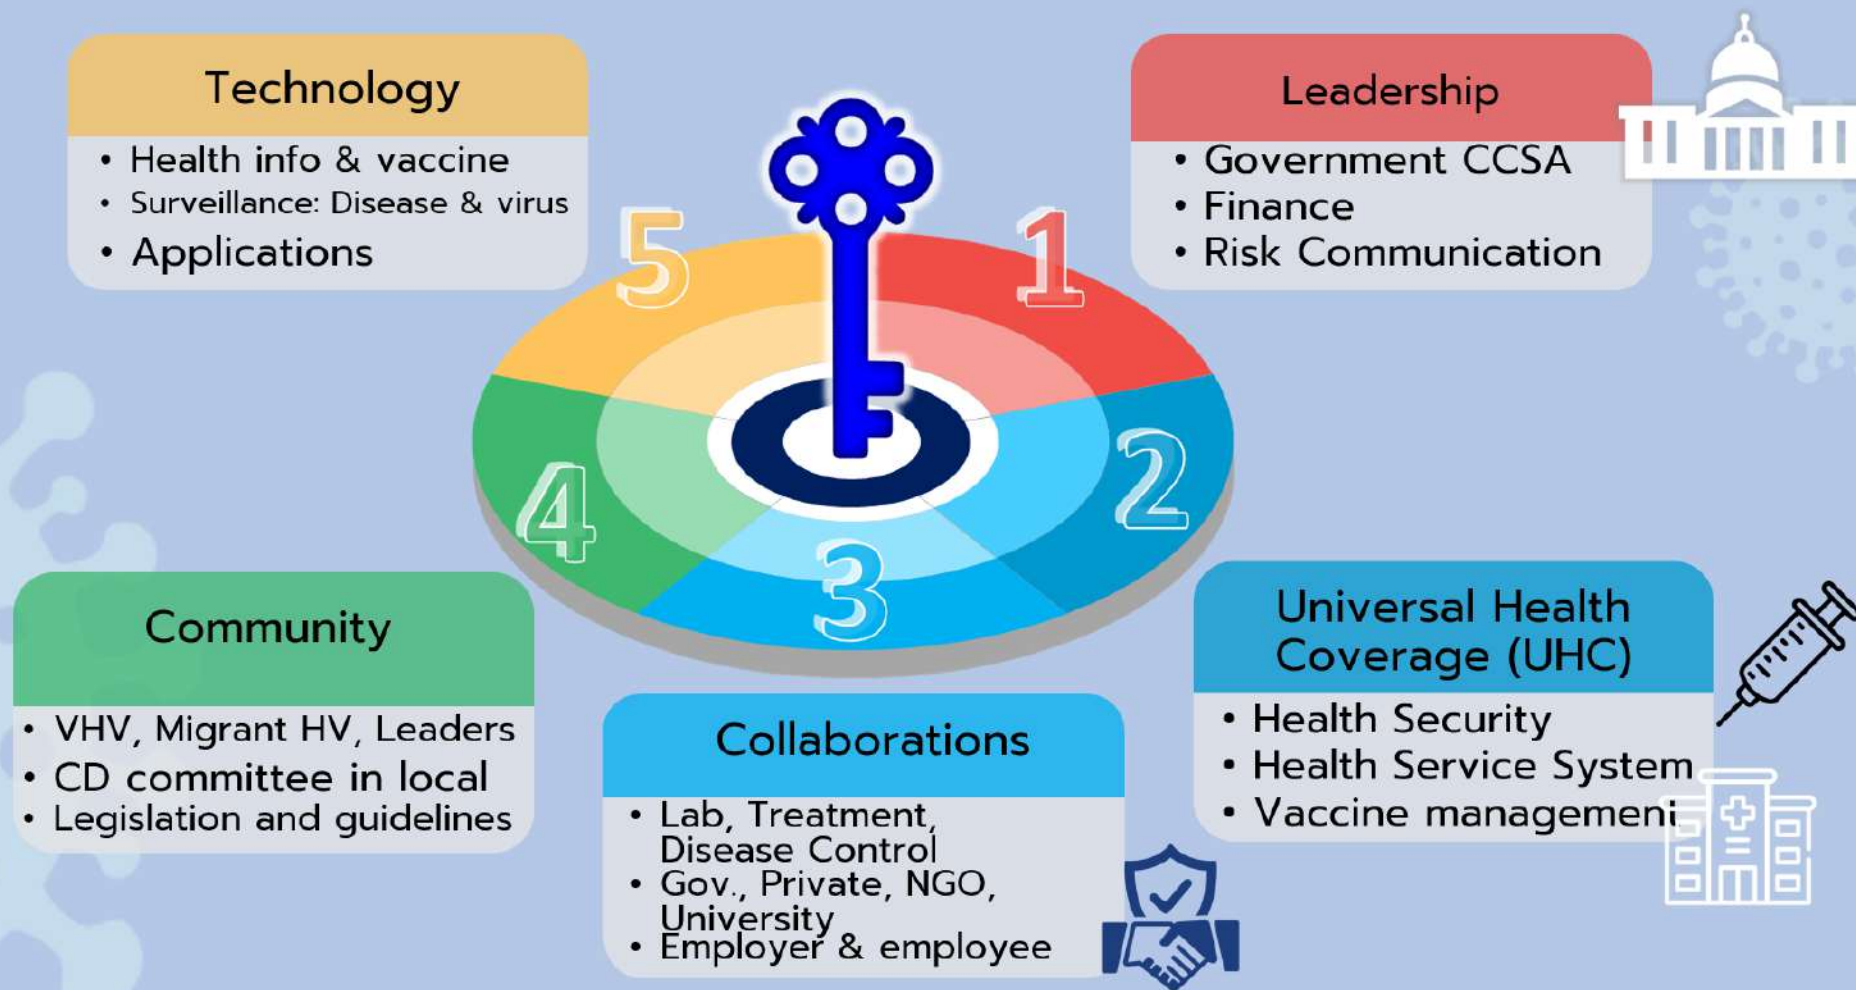 Technology
• Health info & vaccine
• Surveillance: Disease & virus
• Applications
Leadership
• Government CCSA
• Finance
• Risk Communication
5
1
4
2
3
Community
• VHV, Migrant HV, Leaders
• CD committee in local
• Legislation and guidelines
Collaborations
• Lab, Treatment,
Disease Control
• Gov., Private, NGO,
University
• Employer & employee
Universal Health
Coverage (UHC)
• Health Security
• Health Service System
• Vaccine management